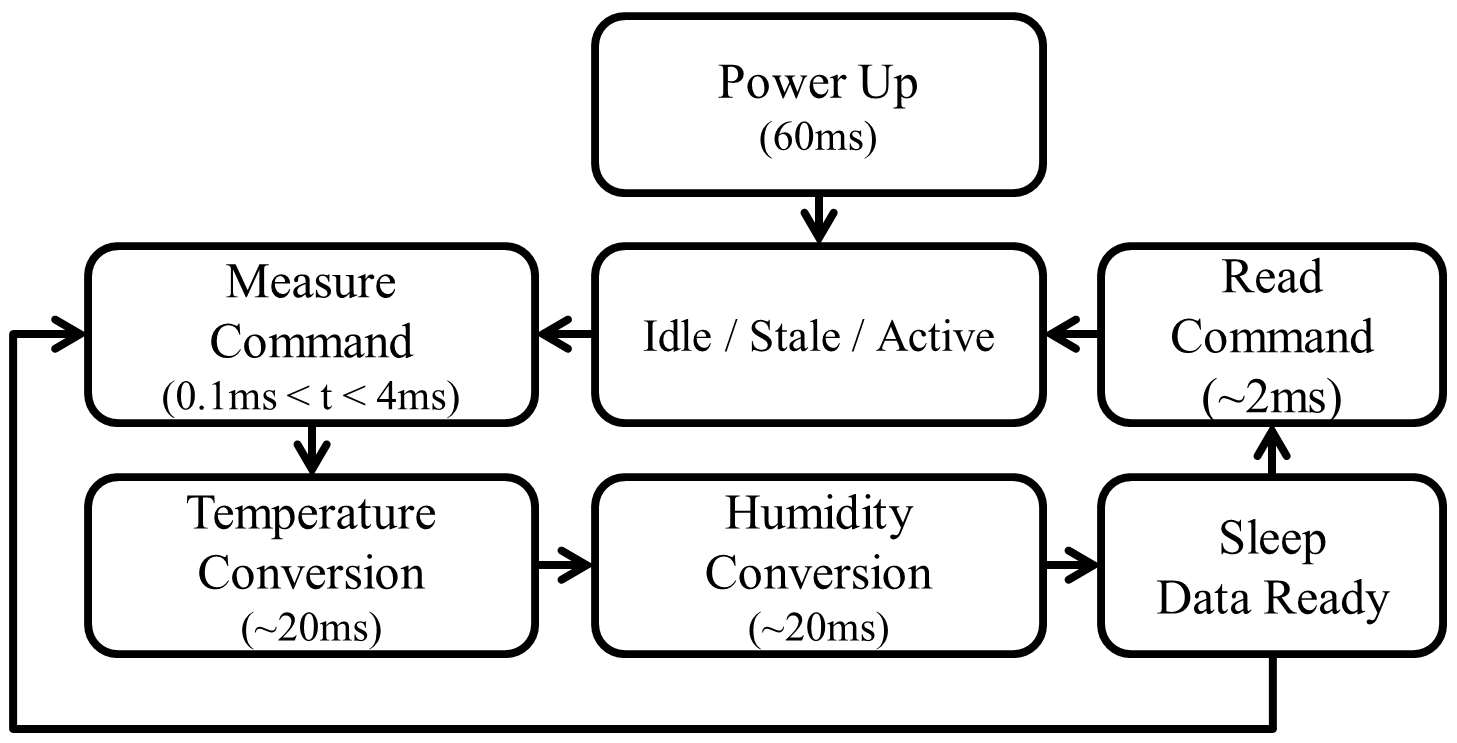 Power Up
(60ms)
Measure
Command
(0.1ms < t < 4ms)
Idle / Stale / Active
Read
Command
(~2ms)
Temperature
Conversion
(~20ms)
Humidity
Conversion
(~20ms)
Sleep
Data Ready